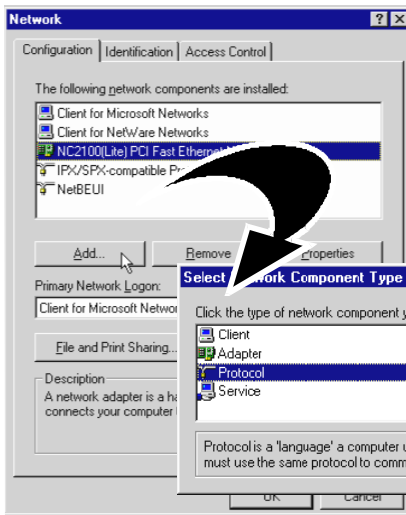 Network
Configuration Identification Access Control
The following network components are installed:
Client for Microsoft Networks
Client for NetWare Networks
NC2100(Lite) PCI Fast Ethernet
IPX/SPX-compatible
NetBEUI
Add... Remove Properties
Primary Network Logon:
Client for Microsoft
File and Print Sharing...
Description
A network adapter is a
connects your computer
Select Component Type
Click the type of network component
Client
Adapter
Protocol
Service
Protocol is a 'language' a computer
must use the same protocol to
OK Cancel